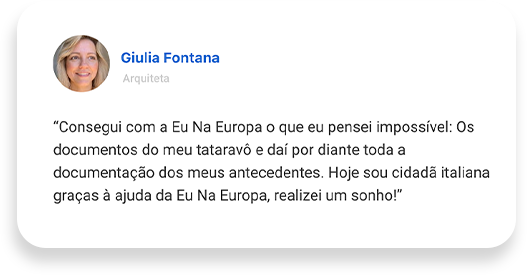 Giulia Fontana
Arquiteta
“Consegui com a Eu Na Europa o que eu pensei impossível: Os
documentos do meu tataravô e daí por diante toda a
documentação dos meus antecedentes. Hoje sou cidadã italiana
graças à ajuda da Eu Na Europa, realizei um sonho!”